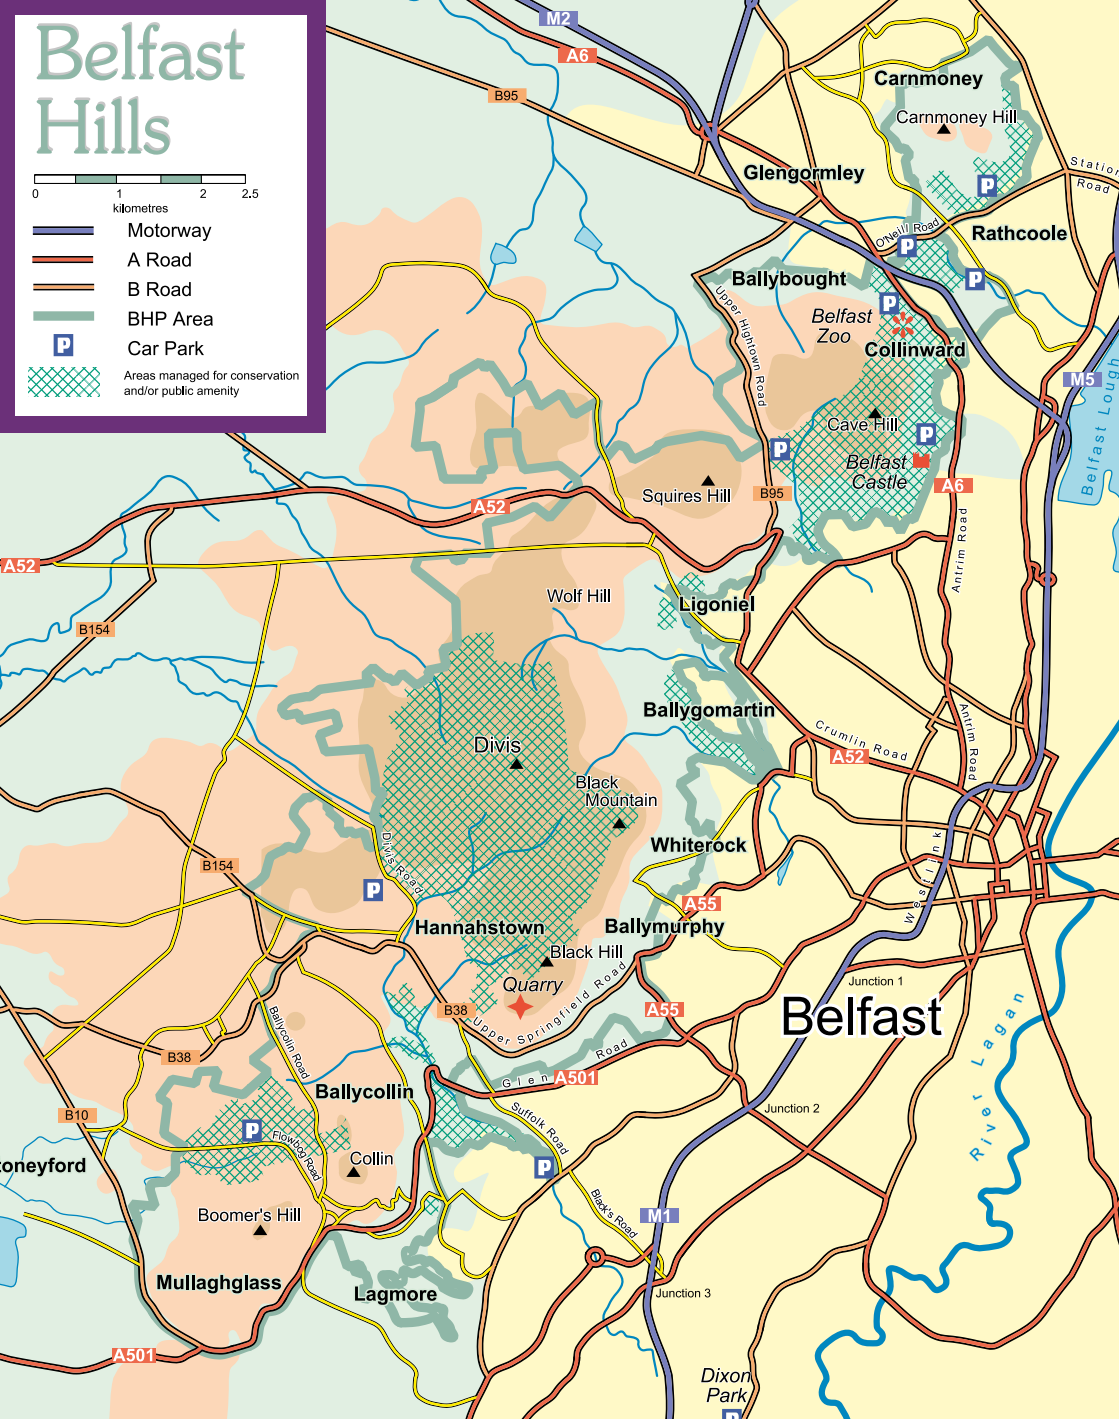 Belfast
Hills
0 1 2 2.5
kilometres
Motorway
A Road
B Road
BHP Area
P Car Park
Areas managed for conservation
and/or public amenity
M2
A6
B95
Carnmoney
Carnmoney Hill
Glengormley
P
Station
Road
O'Neill Road
P
Rathcoole
P
Ballybought
Upper Hightown Road
P
Belfast
Zoo
Collinward
M5
Belfast Lough
Cave Hill
P
P
Belfast
Castle
Squires Hill
B95
A6
A52
A52
Antrim Road
Wolf Hill
Ligoniel
B154
Ballygomartin
Antrim Road
Crumlin Road
A52
Divis
Black
Mountain
Whiterock
Westlink
Divis Road
B154
P
A55
Hannahstown
Ballymurphy
Black Hill
Quarry
Junction 1
Belfast
B38
Upper Springfield Road
A55
River Lagan
Ballycolin Road
B38
Glen Road
A501
Ballycollin
Suffolk Road
Junction 2
B10
P
Flowbog Road
toneyford
Collin
P
Black's Road
Boomer's Hill
M1
Mullaghglass
Lagmore
Junction 3
A501
Dixon
Park
P